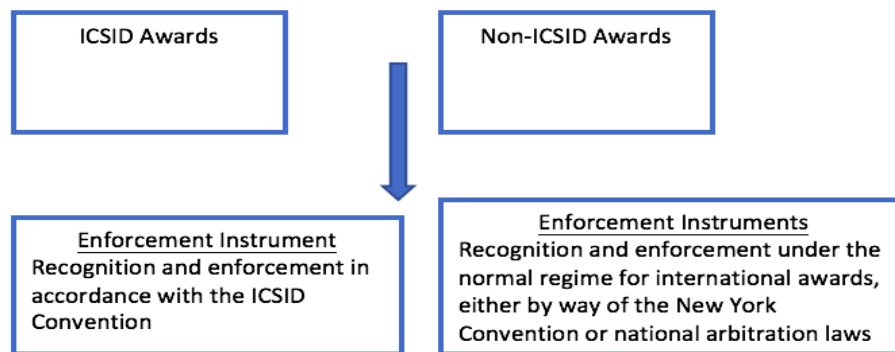 ICSID Awards
Non-ICSID Awards
Enforcement Instrument
Recognition and enforcement in
accordance with the ICSID
Convention
Enforcement Instruments
Recognition and enforcement under the
normal regime for international awards,
either by way of the New York
Convention or national arbitration laws